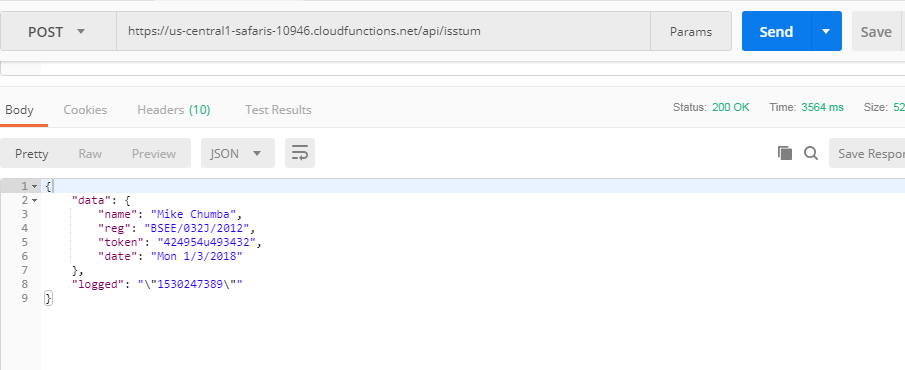 POST https://us-central1-safaris-10946.cloudfunctions.net/api/isstum Params Send Save
Body Cookies Headers (10) Test Results Status: 200 OK Time: 3564 ms Size: 52
Pretty Raw Preview JSON Save Respor
1 {
2 "data": {
3 "name": "Mike Chumba",
4 "reg": "BSEE/032J/2012",
5 "token": "424954u493432",
6 "date": "Mon 1/3/2018"
7 },
8 "logged": "\"1530247389\""
9 }